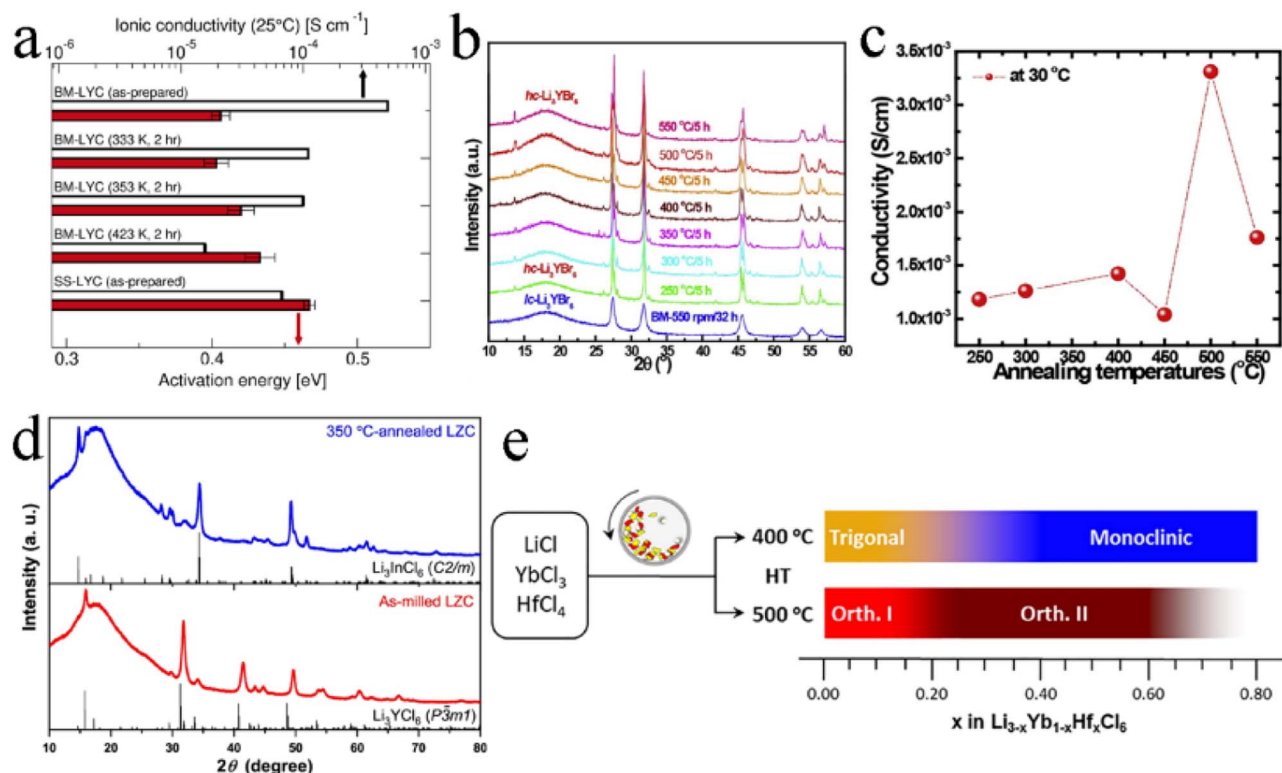 a
Ionic conductivity (25°C) [S cm⁻¹]
10⁻⁶ 10⁻⁵ 10⁻⁴ 10⁻³
BM-LYC (as-prepared)
BM-LYC (333 K, 2 hr)
BM-LYC (353 K, 2 hr)
BM-LYC (423 K, 2 hr)
SS-LYC (as-prepared)
0.3 0.4 0.5
Activation energy [eV]
b
Intensity (a.u.)
hc-Li₃YBr₆
550 °C/5 h
500 °C/5 h
450 °C/5 h
400 °C/5 h
350 °C/5 h
300 °C/5 h
hc-Li₃YBr₆
250 °C/5 h
lc-Li₃YBr₆
BM-550 rpm/32 h
10 15 20 25 30 35 40 45 50 55 60
2θ (°)
c
at 30 °C
Conductivity (S/cm)
3.5x10⁻³
3.0x10⁻³
2.5x10⁻³
2.0x10⁻³
1.5x10⁻³
1.0x10⁻³
250 300 350 400 450 500 550
Annealing temperatures (°C)
d
Intensity (a. u.)
350 °C-annealed LZC
Li₃InCl₆ (C2/m)
As-milled LZC
Li₃YCl₆ (P3̅m1)
10 20 30 40 50 60 70 80
2θ (degree)
e
LiCl
YbCl₃
HfCl₄
400 °C
HT
500 °C
Trigonal Monoclinic
Orth. I Orth. II
0.00 0.20 0.40 0.60 0.80
x in Li₃₋ₓYb₁₋ₓHfₓCl₆